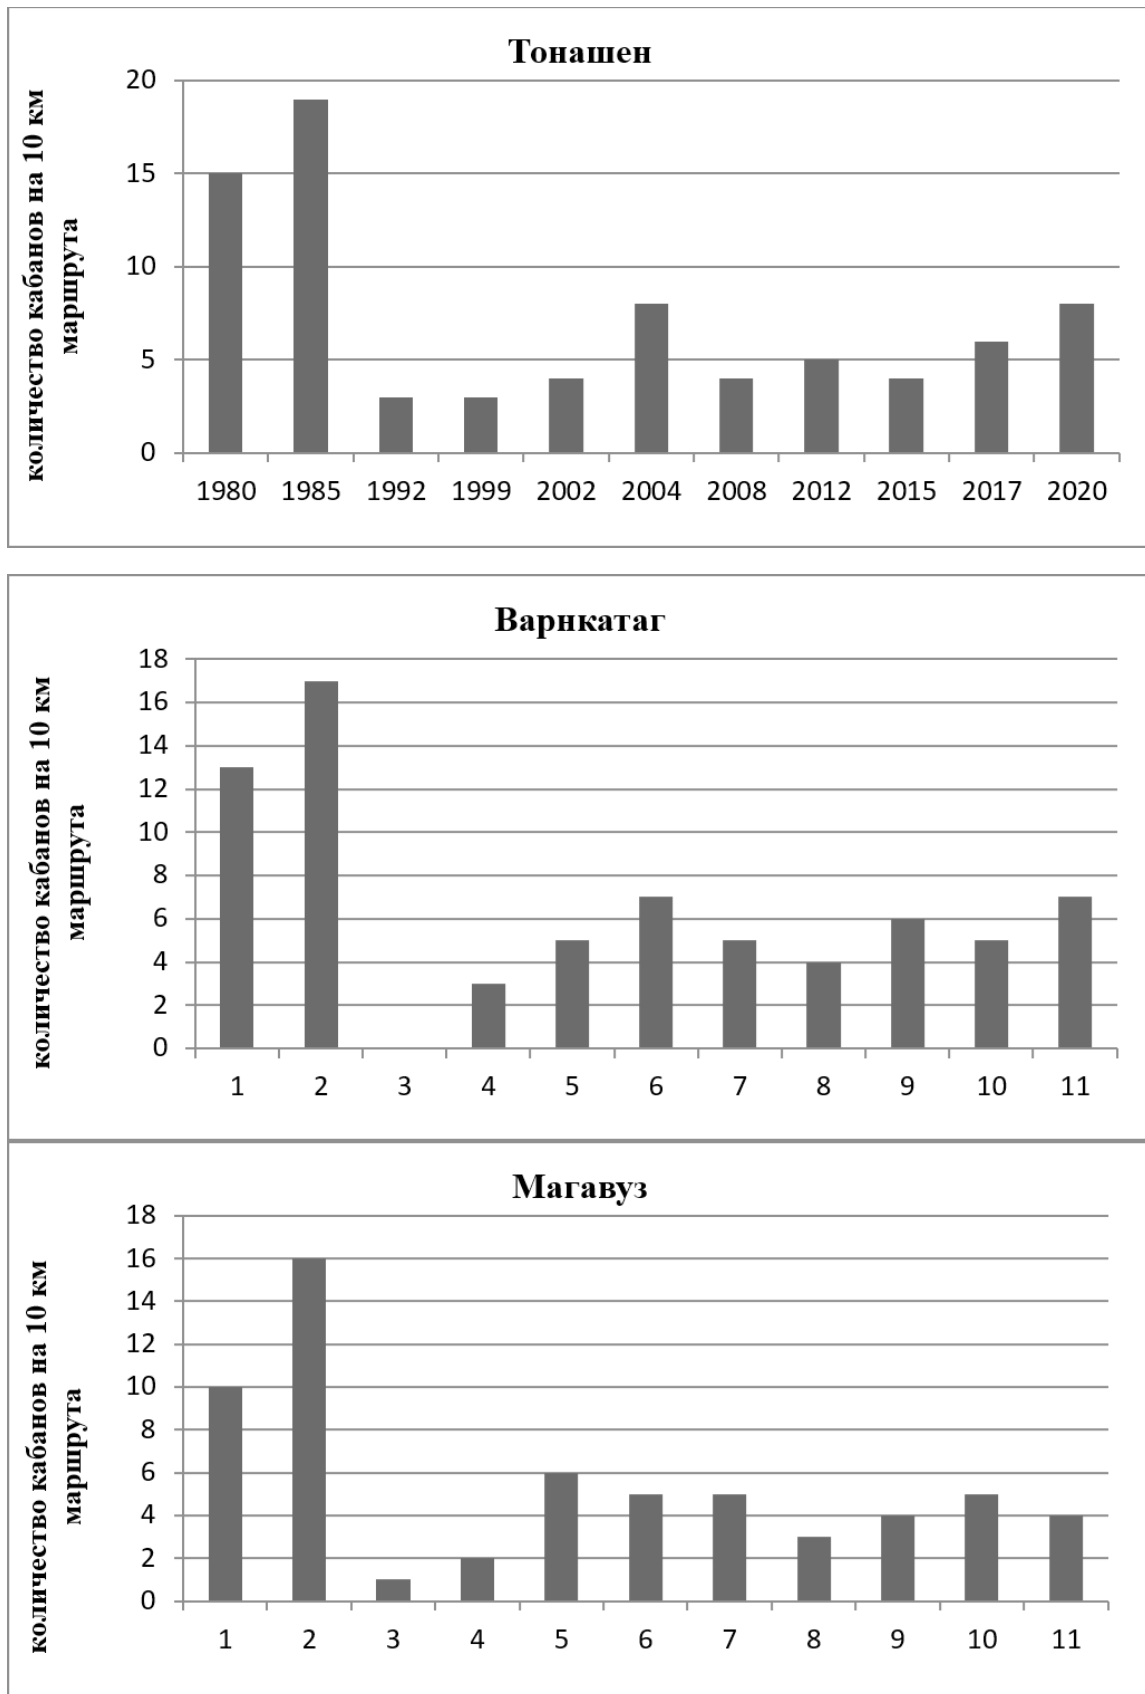 Тонашен
количество кабанов на 10 км
маршрута
20
15
10
5
0
1980 1985 1992 1999 2002 2004 2008 2012 2015 2017 2020
Варнкатаг
количество кабанов на 10 км
маршрута
18
16
14
12
10
8
6
4
2
0
1 2 3 4 5 6 7 8 9 10 11
Магавуз
количество кабанов на 10 км
маршрута
18
16
14
12
10
8
6
4
2
0
1 2 3 4 5 6 7 8 9 10 11